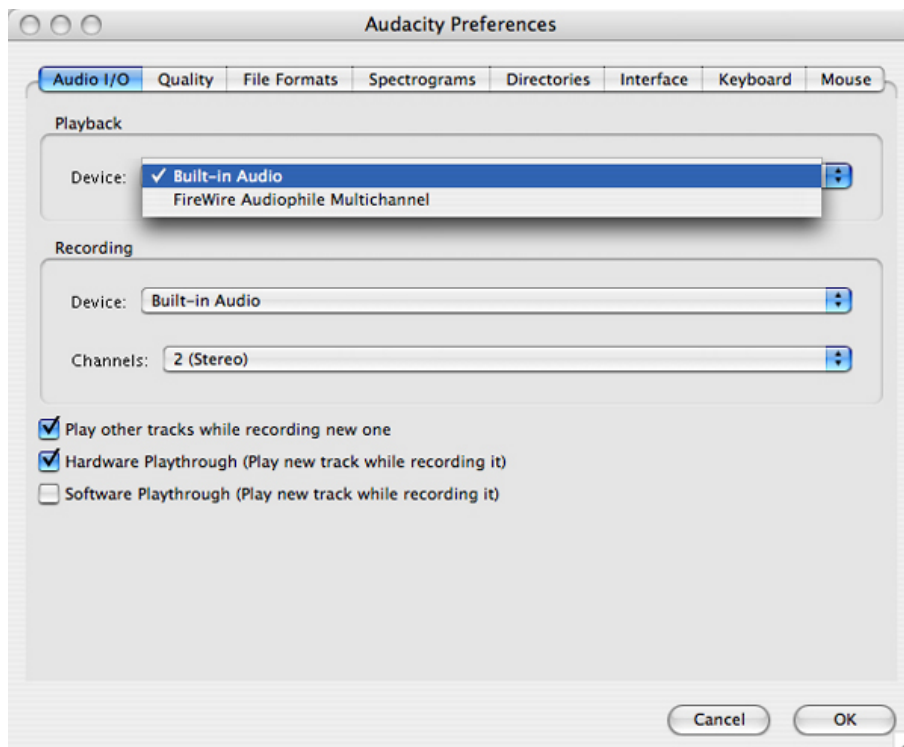 Audacity Preferences
Audio I/O Quality File Formats Spectrograms Directories Interface Keyboard Mouse
Playback
Device: ✓ Built-in Audio
FireWire Audiophile Multichannel
Recording
Device: Built-in Audio
Channels: 2 (Stereo)
Play other tracks while recording new one
Hardware Playthrough (Play new track while recording it)
Software Playthrough (Play new track while recording it)
Cancel OK